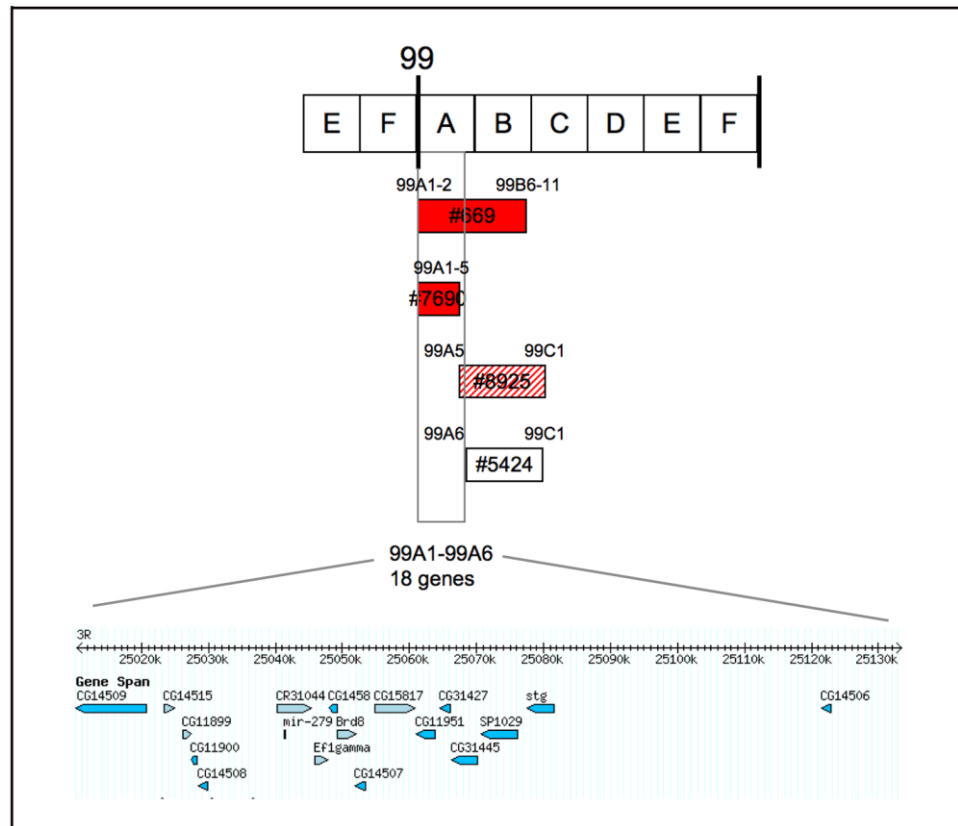 99
E F A B C D E F
99A1-2 99B6-11
#669
99A1-5
#7690
99A5 99C1
#8925
99A6 99C1
#5424
99A1-99A6
18 genes
3R
25020k 25030k 25040k 25050k 25060k 25070k 25080k 25090k 25100k 25110k 25120k 25130k
Gene Span
CG14509 CG14515 CR31044 CG1458 CG15817 CG31427 stg CG14506
CG11899 mir-279 Brd8 CG11951 SP1029
CG11900 Ef1gamma CG31445
CG14508 CG14507